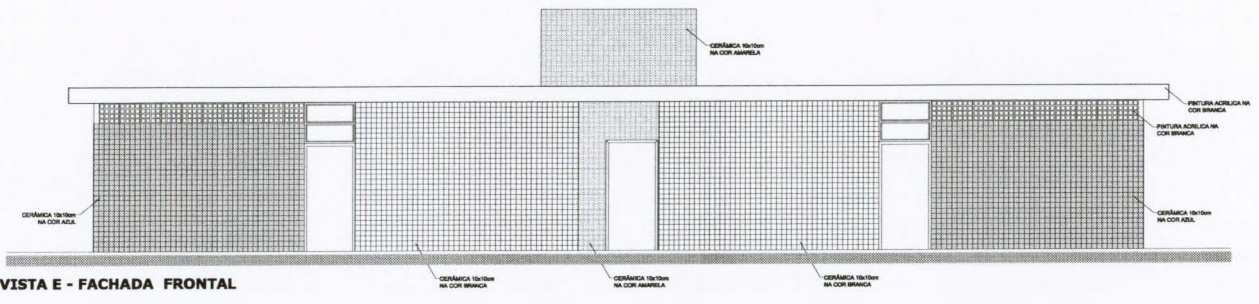 CERÂMICA 10x10cm
NA COR AMARELA
PINTURA ACRILICA NA
COR BRANCA
PINTURA ACRILICA NA
COR BRANCA
CERÂMICA 10x10cm
NA COR AZUL
CERÂMICA 10x10cm
NA COR AZUL
CERÂMICA 10x10cm
NA COR BRANCA
CERÂMICA 10x10cm
NA COR AMARELA
CERÂMICA 10x10cm
NA COR BRANCA
VISTA E - FACHADA FRONTAL